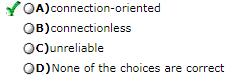 A) connection-oriented
B) connectionless
C) unreliable
D) None of the choices are correct